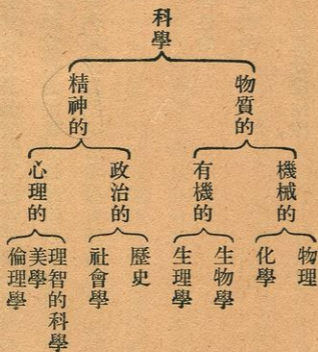 科學
物質的
精神的
機械的
有機的
政治的
心理的
物理
化學
生物學
生理學
歷史
社會學
理智的科學
美學
倫理學